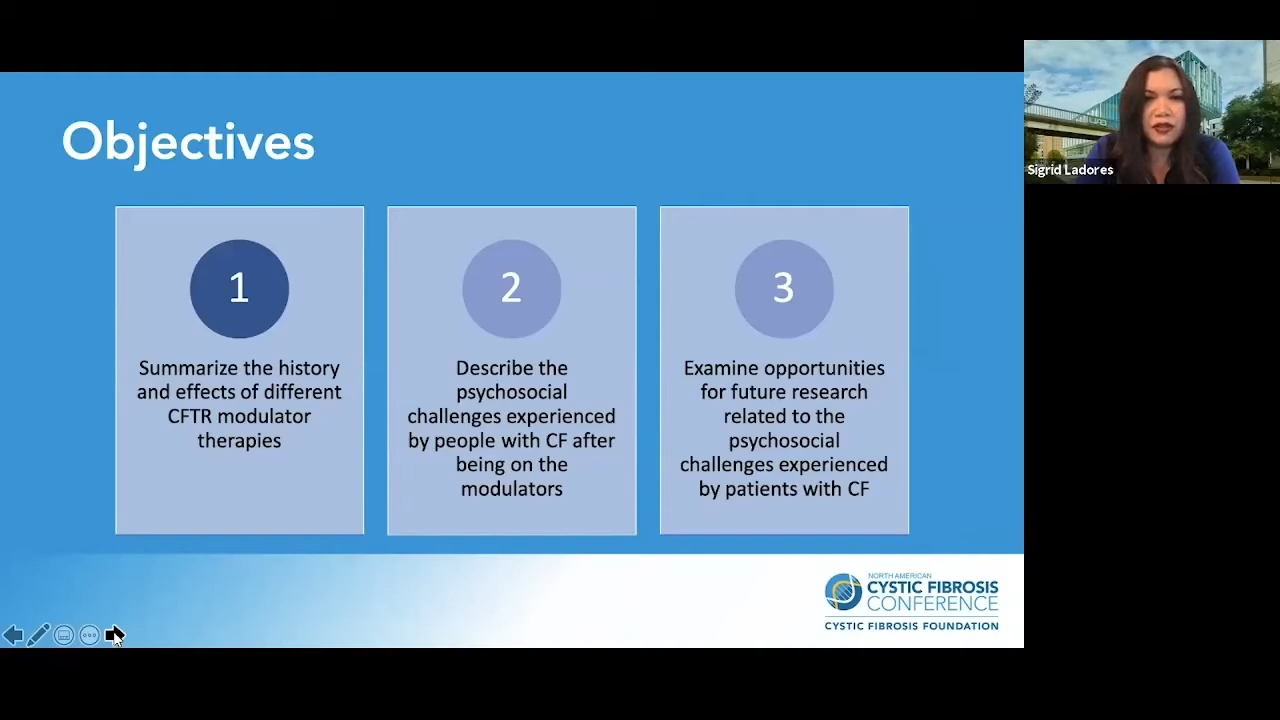 Objectives
1
Summarize the history
and effects of different
CFTR modulator
therapies
2
Describe the
psychosocial
challenges experienced
by people with CF after
being on the
modulators
3
Examine opportunities
for future research
related to the
psychosocial
challenges experienced
by patients with CF
NORTH AMERICAN
CYSTIC FIBROSIS
CONFERENCE
CYSTIC FIBROSIS FOUNDATION
Sigrid Ladores